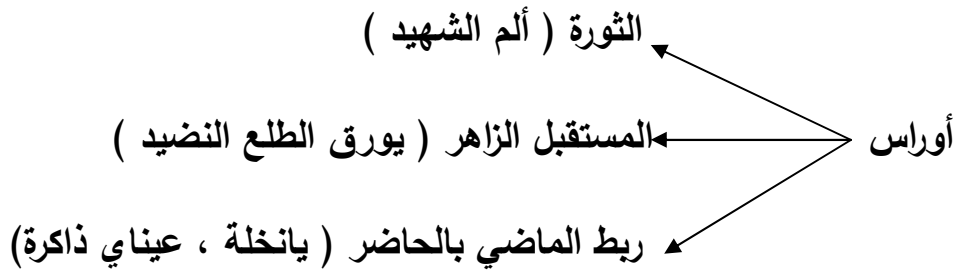 الثورة ( ألم الشهيد )
أوراس
المستقبل الزاهر ( يورق الطلع النضيد )
ربط الماضي بالحاضر ( يانخلة ، عيناي ذاكرة)